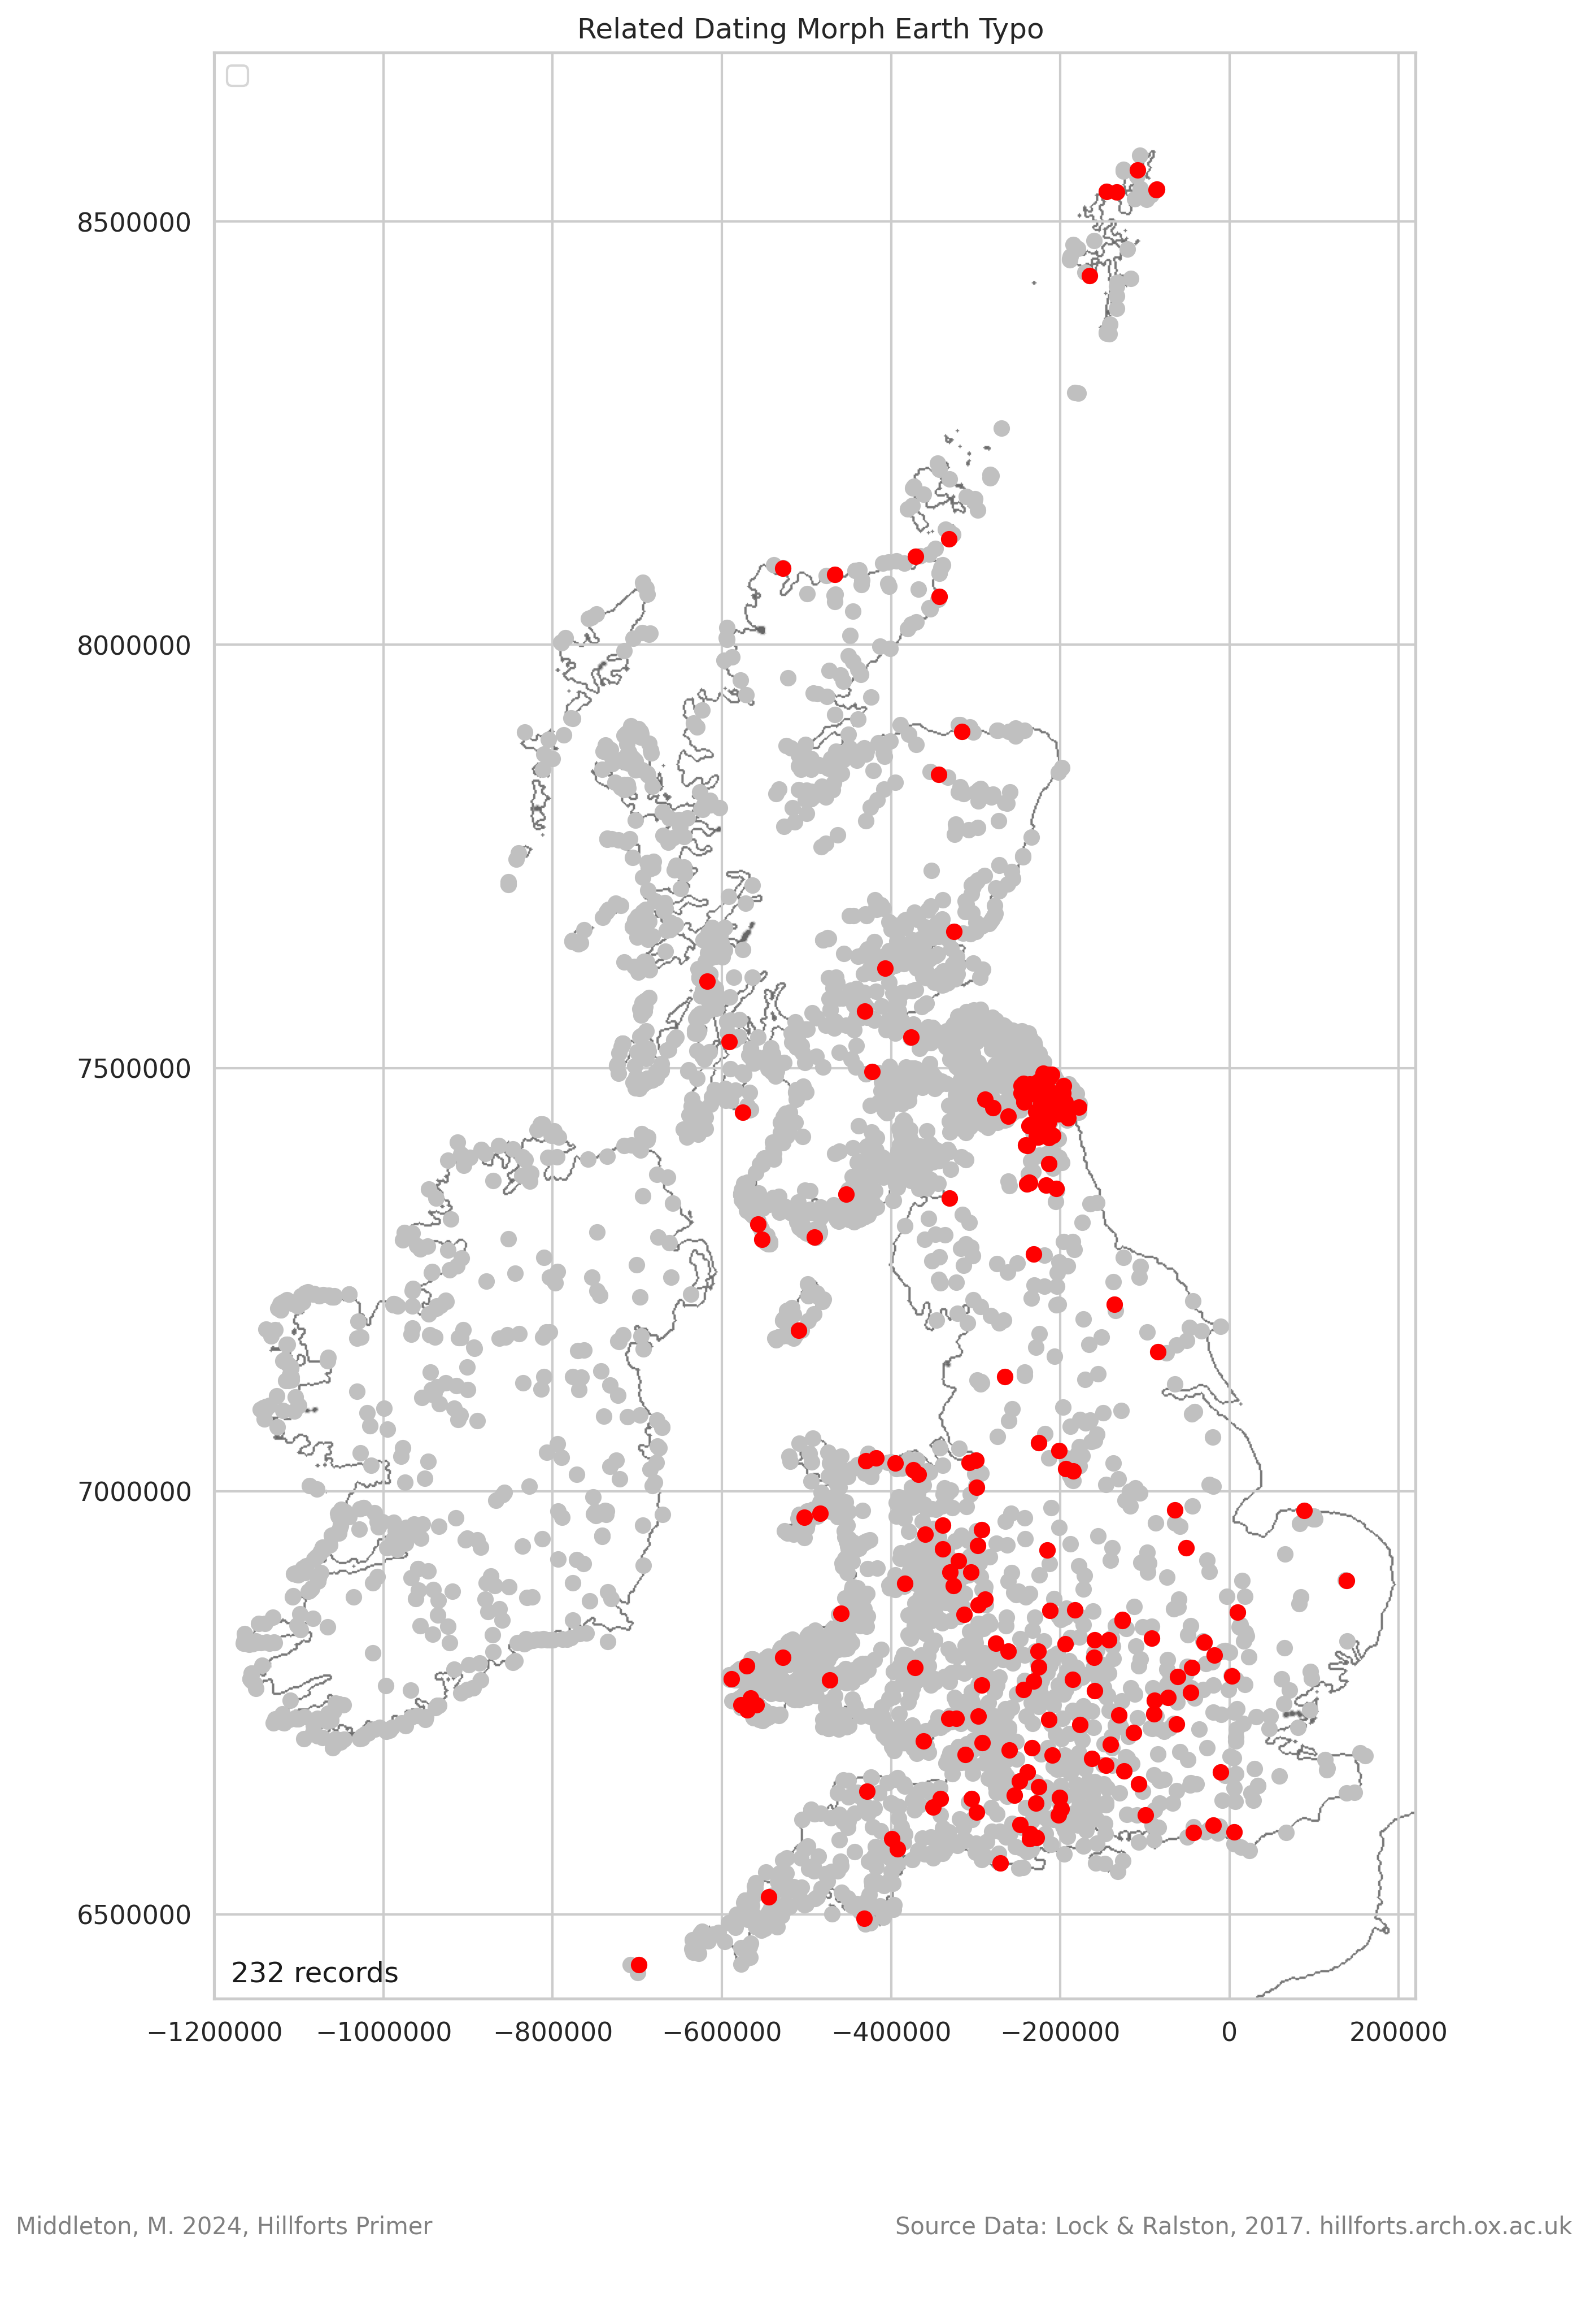 Related Dating Morph Earth Typo
8500000
8000000
7500000
7000000
6500000
232 records
−1200000 −1000000 −800000 −600000 −400000 −200000 0 200000
Middleton, M. 2024, Hillforts Primer
Source Data: Lock & Ralston, 2017. hillforts.arch.ox.ac.uk